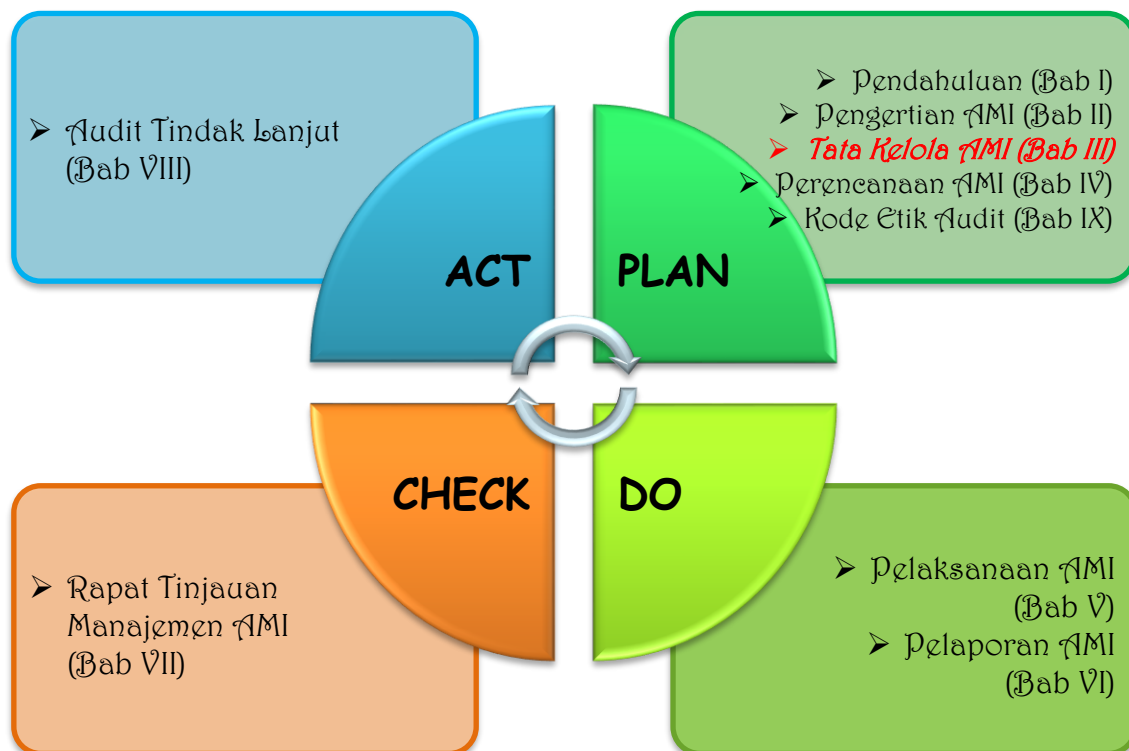 ➢ Audit Tindak Lanjut
(Bab VIII)
➢ Pendahuluan (Bab I)
➢ Pengertian AMI (Bab II)
➢ Tata Kelola AMI (Bab III)
➢ Perencanaan AMI (Bab IV)
➢ Kode Etik Audit (Bab IX)
ACT
PLAN
CHECK
DO
➢ Rapat Tinjauan
Manajemen AMI
(Bab VII)
➢ Pelaksanaan AMI
(Bab V)
➢ Pelaporan AMI
(Bab VI)